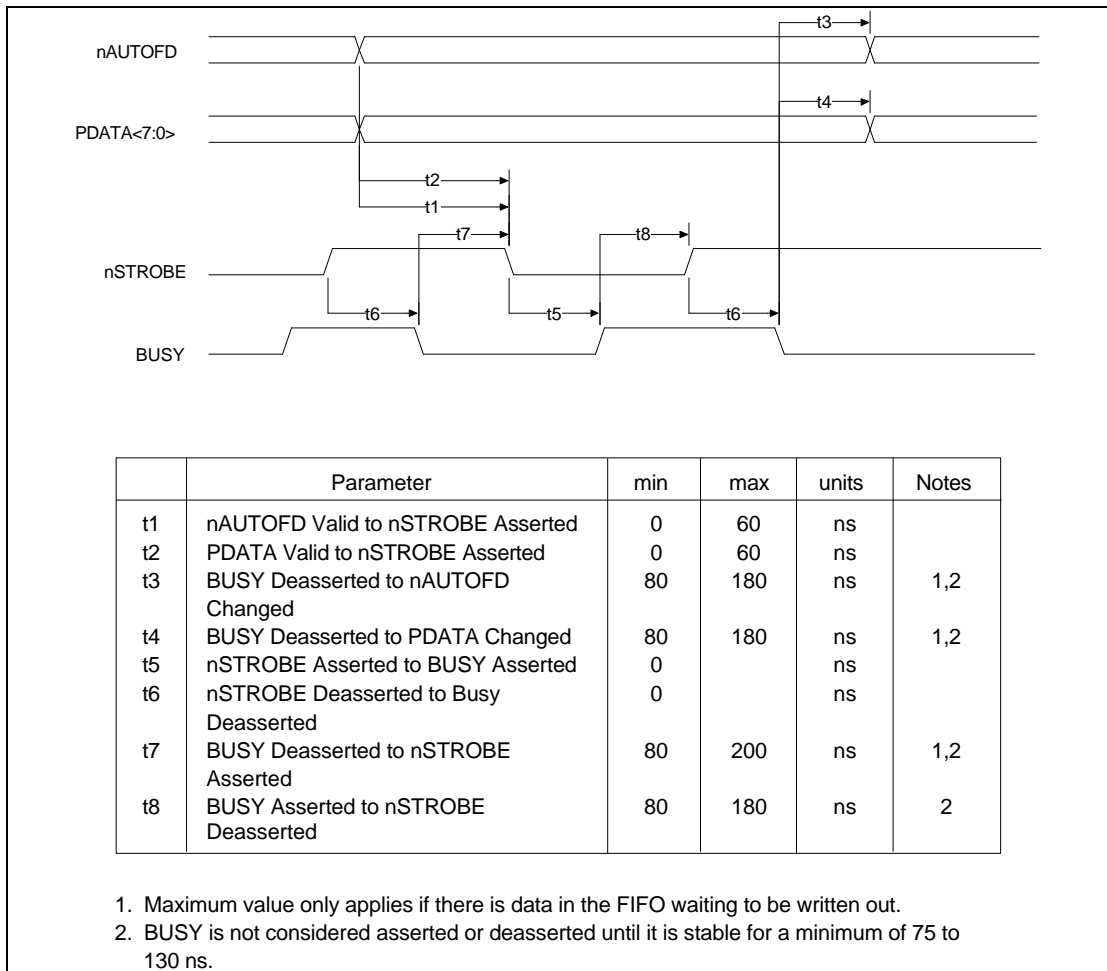 t3
nAUTOFD
t4
PDATA<7:0>
t2
t1
t7
t8
nSTROBE
t6
t5
t6
BUSY
Parameter min max units Notes
t1 nAUTOFD Valid to nSTROBE Asserted 0 60 ns
t2 PDATA Valid to nSTROBE Asserted 0 60 ns
t3 BUSY Deasserted to nAUTOFD 80 180 ns 1,2
Changed
t4 BUSY Deasserted to PDATA Changed 80 180 ns 1,2
t5 nSTROBE Asserted to BUSY Asserted 0 ns
t6 nSTROBE Deasserted to Busy 0 ns
Deasserted
t7 BUSY Deasserted to nSTROBE 80 200 ns 1,2
Asserted
t8 BUSY Asserted to nSTROBE 80 180 ns 2
Deasserted
1. Maximum value only applies if there is data in the FIFO waiting to be written out.
2. BUSY is not considered asserted or deasserted until it is stable for a minimum of 75 to
130 ns.